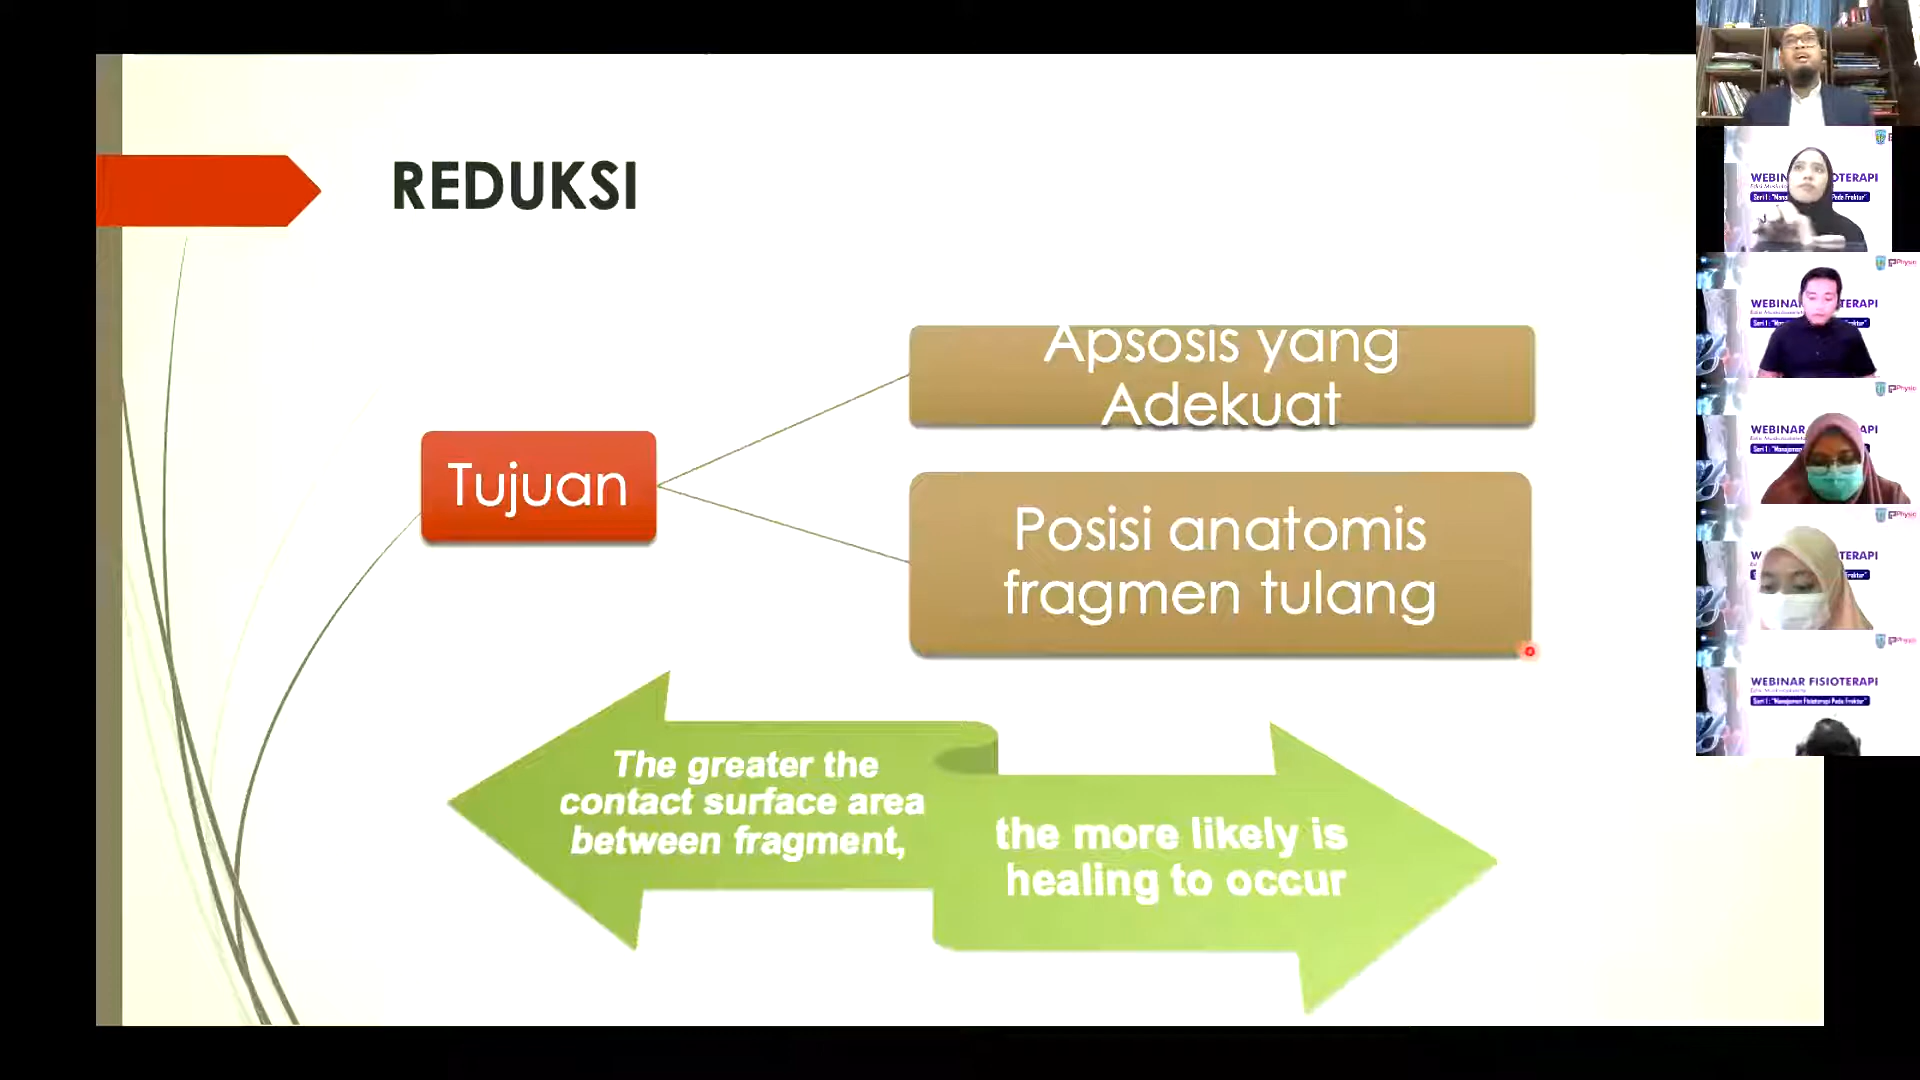 REDUKSI
Apsosis yang
Adekuat
Tujuan
Posisi anatomis
fragmen tulang
The greater the
contact surface area
between fragment,
the more likely is
healing to occur
WEBINAR FISIOTERAPI
Seri 1 : "Manajemen Fisioterapi Pada Fraktur"